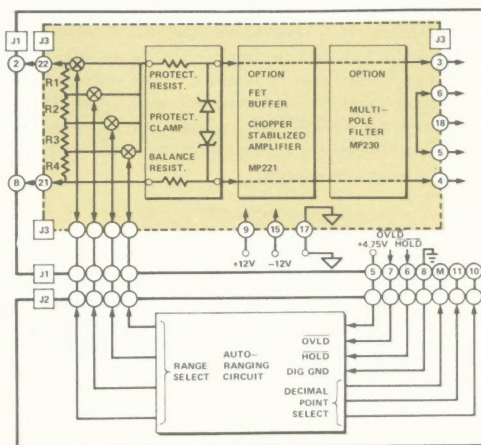 J1
J3
J3
2
22
R1
R2
R3
R4
B
21
PROTECT.
RESIST.
PROTECT.
CLAMP
BALANCE
RESIST.
OPTION
FET
BUFFER
CHOPPER
STABILIZED
AMPLIFIER
MP221
OPTION
MULTI-
POLE
FILTER
MP230
3
6
18
5
4
J3
9
15
17
+12V
-12V
OVLD
+4.75V HOLD
J1
5 7 6 8 M 11 10
J2
RANGE
SELECT
AUTO-
RANGING
CIRCUIT
OVLD
HOLD
DIG GND
DECIMAL
POINT
SELECT